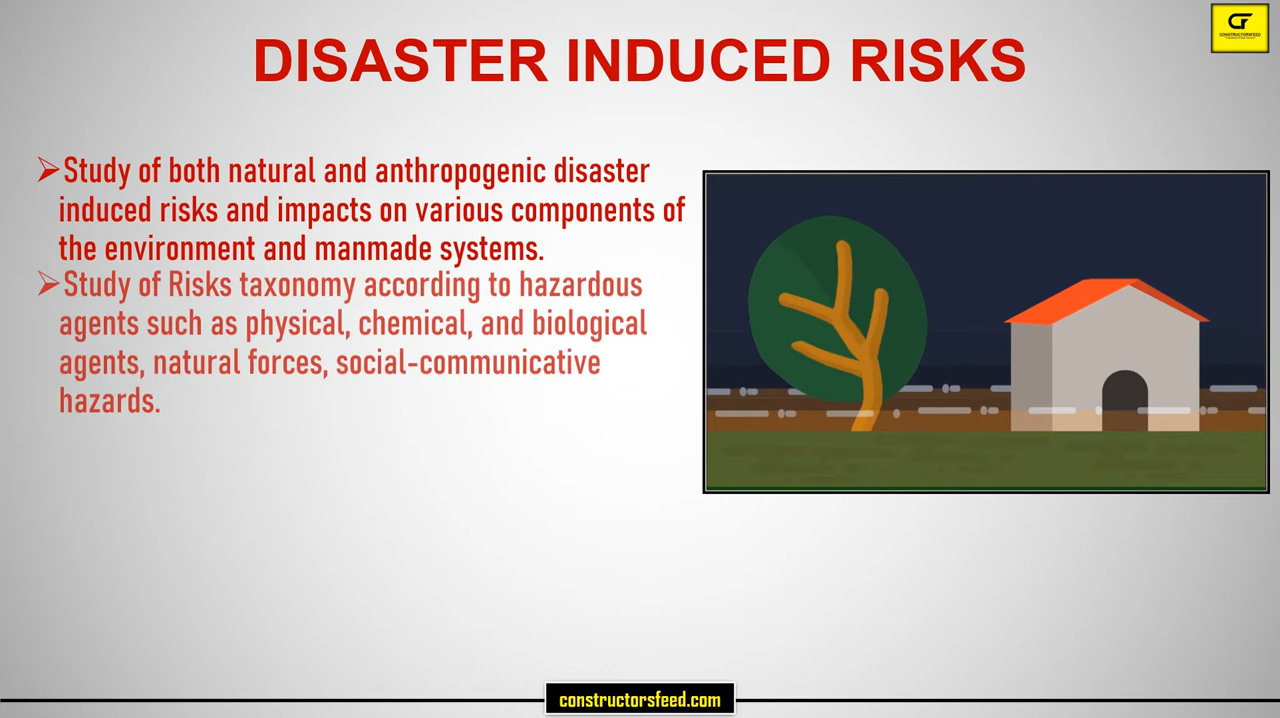 DISASTER INDUCED RISKS
CONSTRUCTORSFEED
Study of both natural and anthropogenic disaster
induced risks and impacts on various components of
the environment and manmade systems.
Study of Risks taxonomy according to hazardous
agents such as physical, chemical, and biological
agents, natural forces, social-communicative
hazards.
constructorsfeed.com